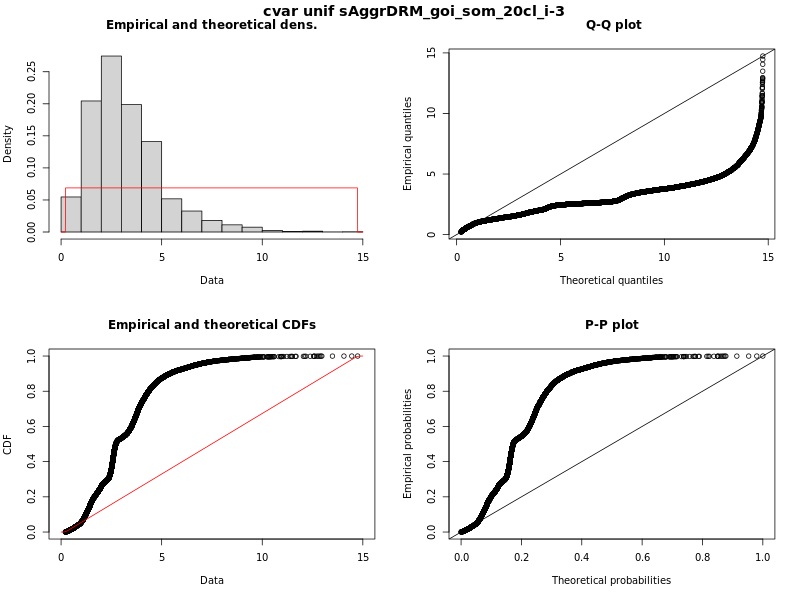 cvar unif sAggrDRM_goi_som_20cl_i-3
Empirical and theoretical dens.
Density
0.00 0.05 0.10 0.15 0.20 0.25
0 5 10 15
Data
Q-Q plot
Empirical quantiles
0 5 10 15
0 5 10 15
Theoretical quantiles
Empirical and theoretical CDFs
CDF
0.0 0.2 0.4 0.6 0.8 1.0
0 5 10 15
Data
P-P plot
Empirical probabilities
0.0 0.2 0.4 0.6 0.8 1.0
0.0 0.2 0.4 0.6 0.8 1.0
Theoretical probabilities